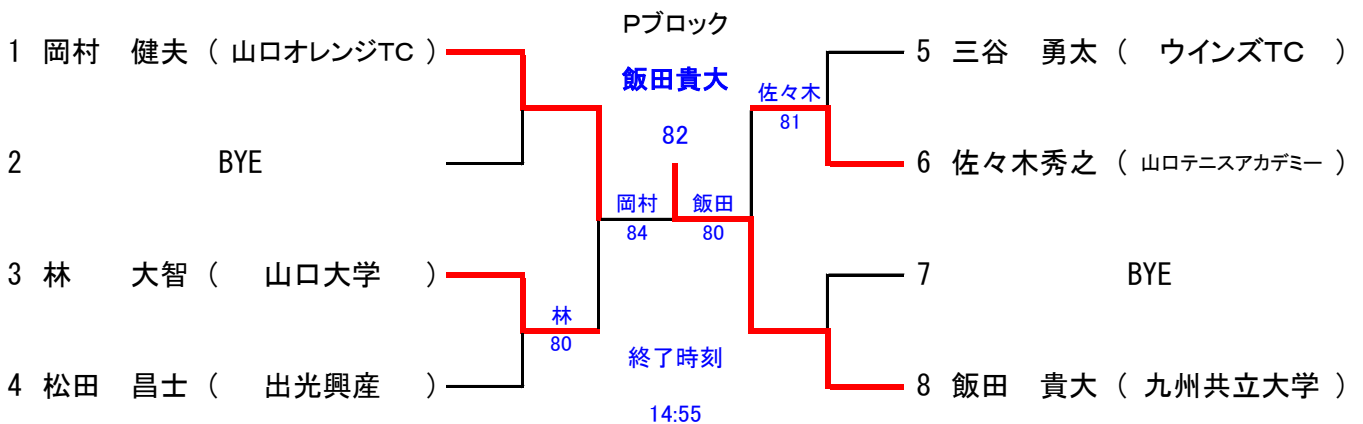 Pブロック
飯田貴大
82
1 岡村 健夫 ( 山口オレンジTC )
2 BYE
3 林 大智 ( 山口大学 )
4 松田 昌士 ( 出光興産 )
林
80
岡村
84
飯田
80
佐々木
81
5 三谷 勇太 ( ウインズTC )
6 佐々木秀之 ( 山口テニスアカデミー )
7 BYE
8 飯田 貴大 ( 九州共立大学 )
終了時刻
14:55